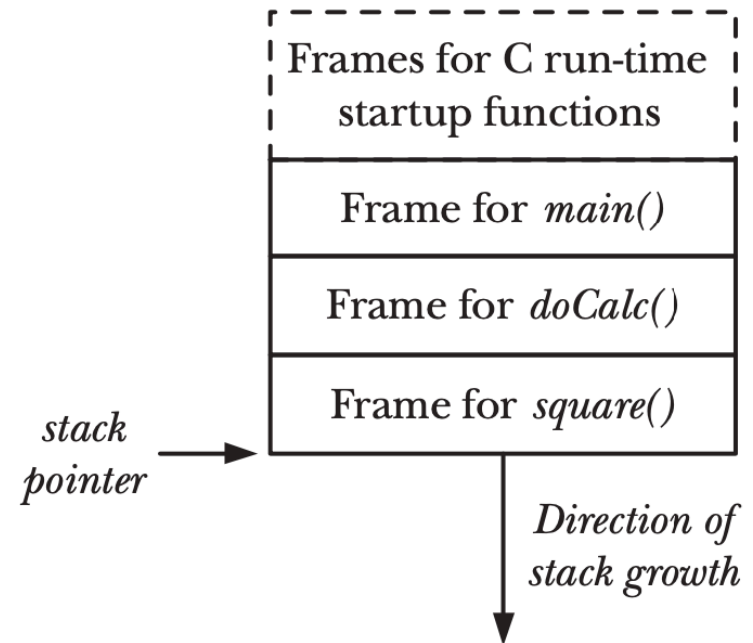 Frames for C run-time
startup functions
Frame for main()
Frame for doCalc()
Frame for square()
stack
pointer
Direction of
stack growth